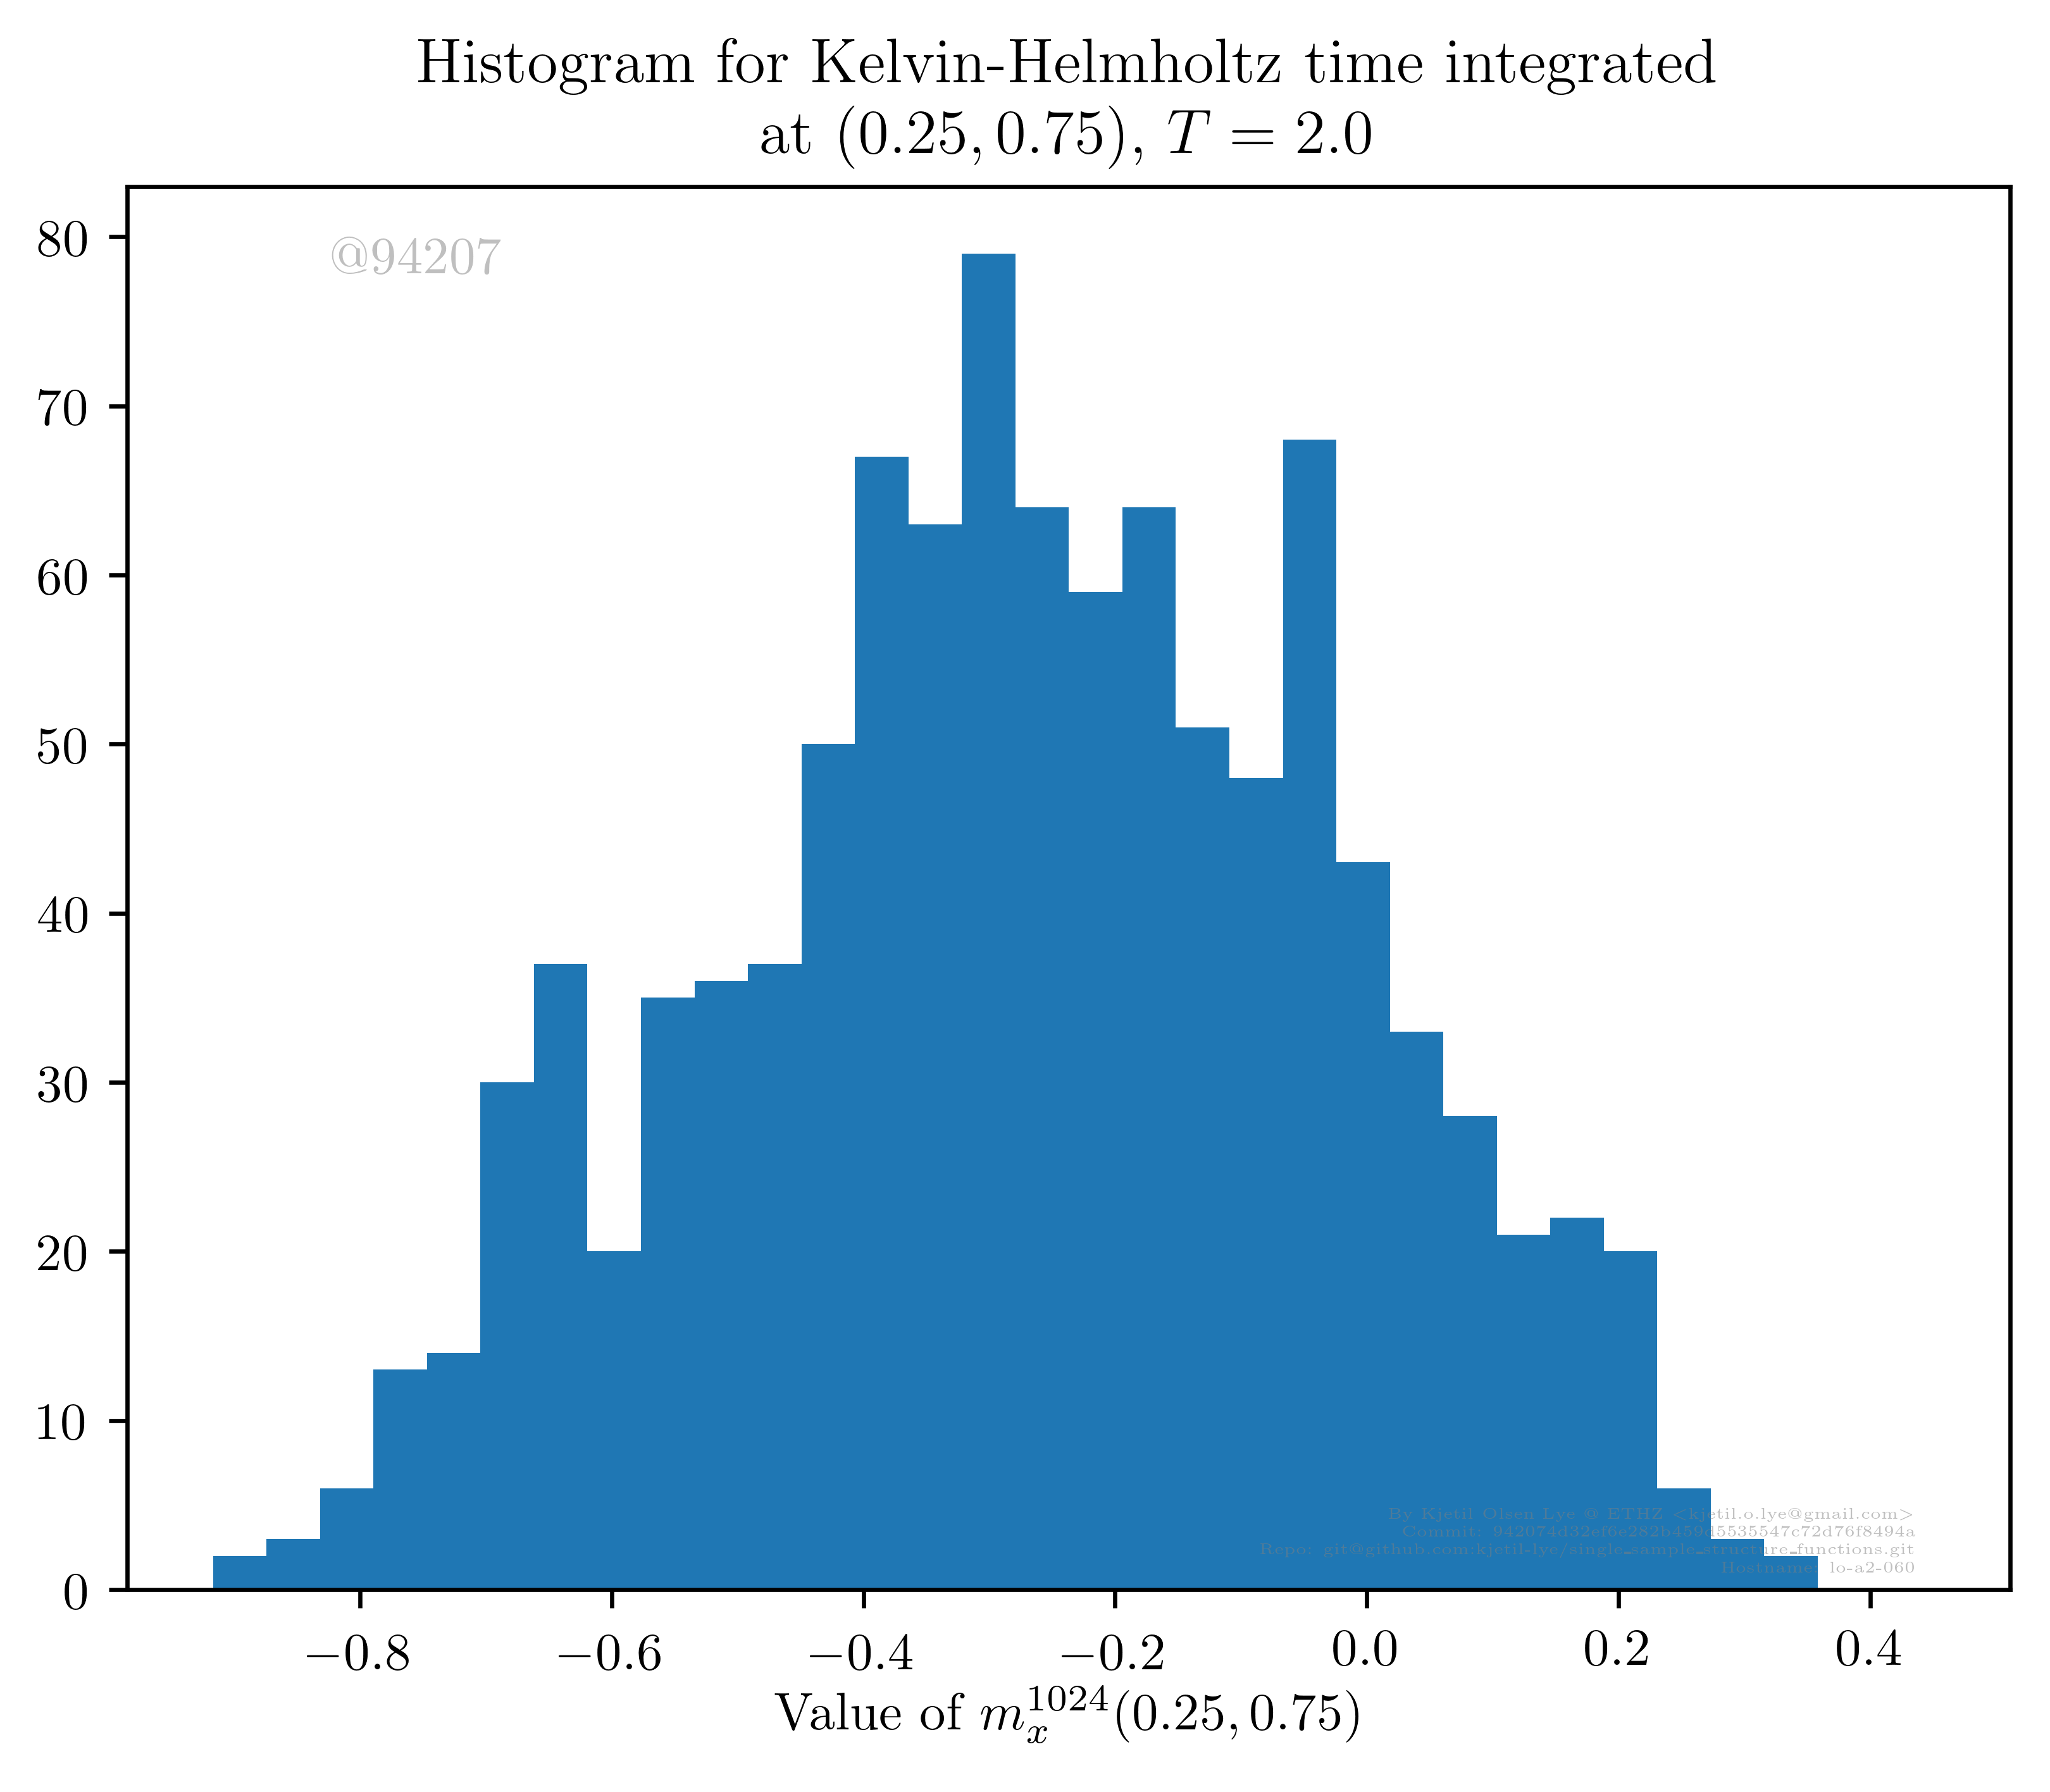 Histogram for Kelvin-Helmholtz time integrated
at (0.25, 0.75), T = 2.0
@94207
80
70
60
50
40
30
20
10
0
By Kjetil Olsen Lye @ ETHZ <kjetil.o.lye@gmail.com>
Commit: 942074d32ef6e282b459d5535547c72d76f8494a
Repo: git@github.com:kjetil-lye/single_sample_structure_functions.git
Hostname: lo-a2-060
−0.8 −0.6 −0.4 −0.2 0.0 0.2 0.4
Value of m_x^1024(0.25, 0.75)